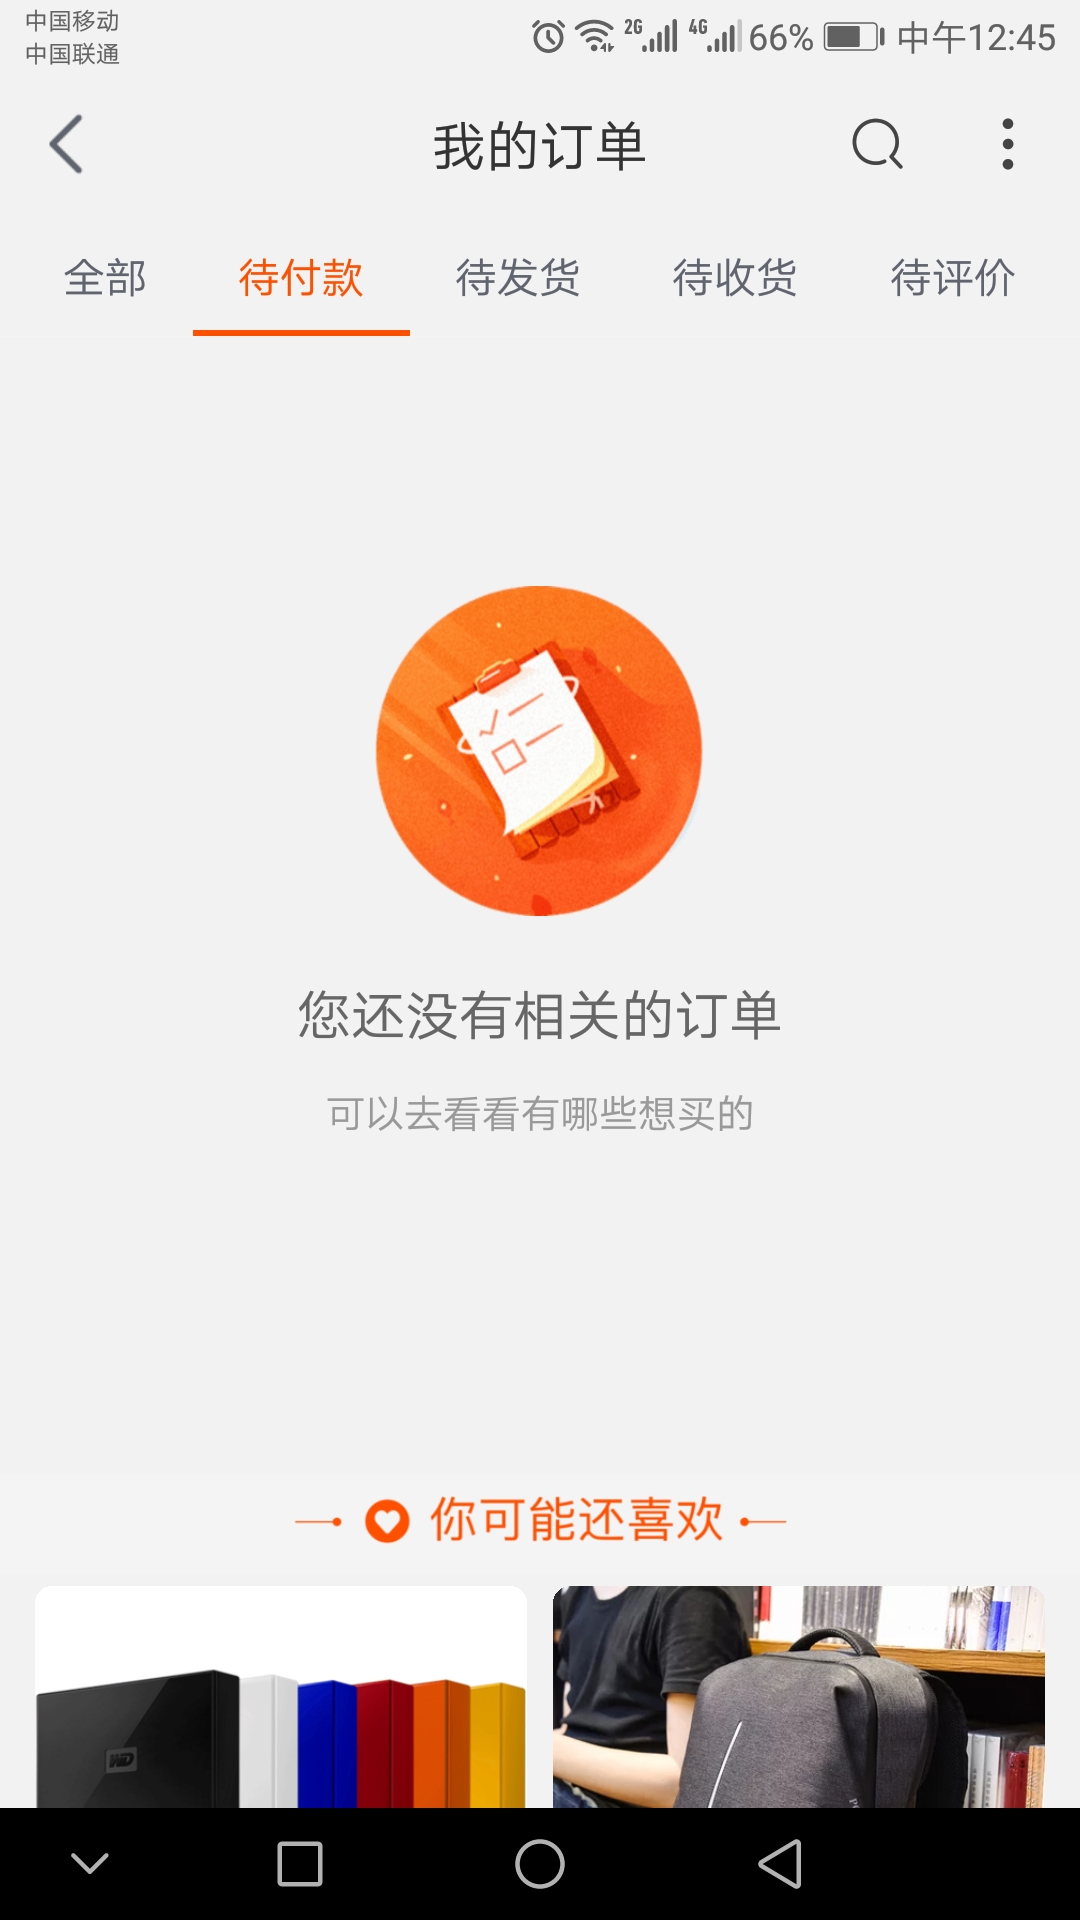 中国移动
中国联通
2G 4G 66% 中午12:45
我的订单
全部 待付款 待发货 待收货 待评价
您还没有相关的订单
可以去看看有哪些想买的
你可能还喜欢
WD